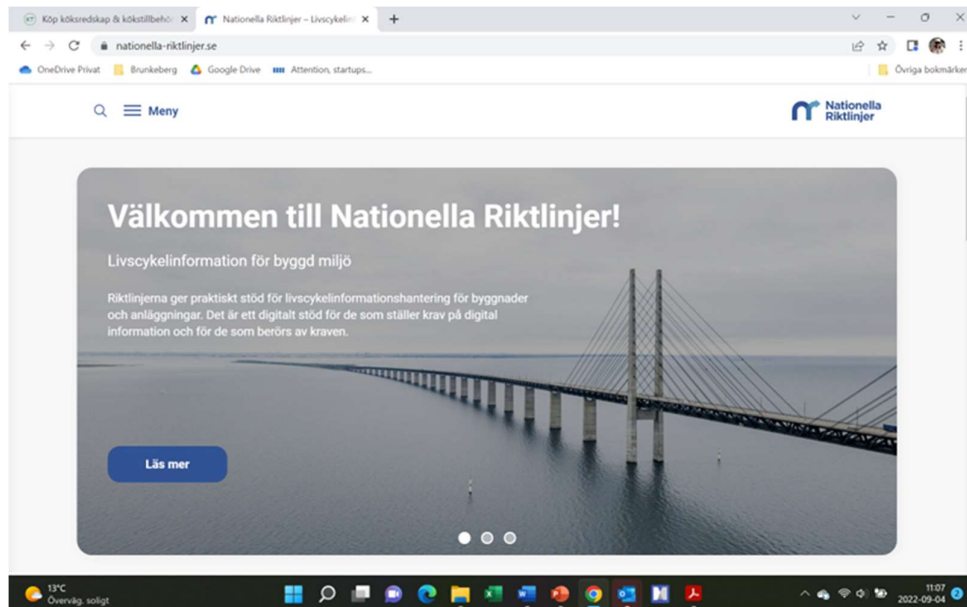 Köp köksredskap & kökstillbehör
Nationella Riktlinjer – Livscykelin
nationella-riktlinjer.se
OneDrive Privat
Brunkeberg
Google Drive
Attention, startups...
Övriga bokmärken
Meny
Nationella
Riktlinjer
Välkommen till Nationella Riktlinjer!
Livscykelinformation för byggd miljö
Riktlinjerna ger praktiskt stöd för livscykelinformationshantering för byggnader
och anläggningar. Det är ett digitalt stöd för de som ställer krav på digital
information och för de som berörs av kraven.
Läs mer
13°C
Överväg. soligt
11:07
2022-09-04
2